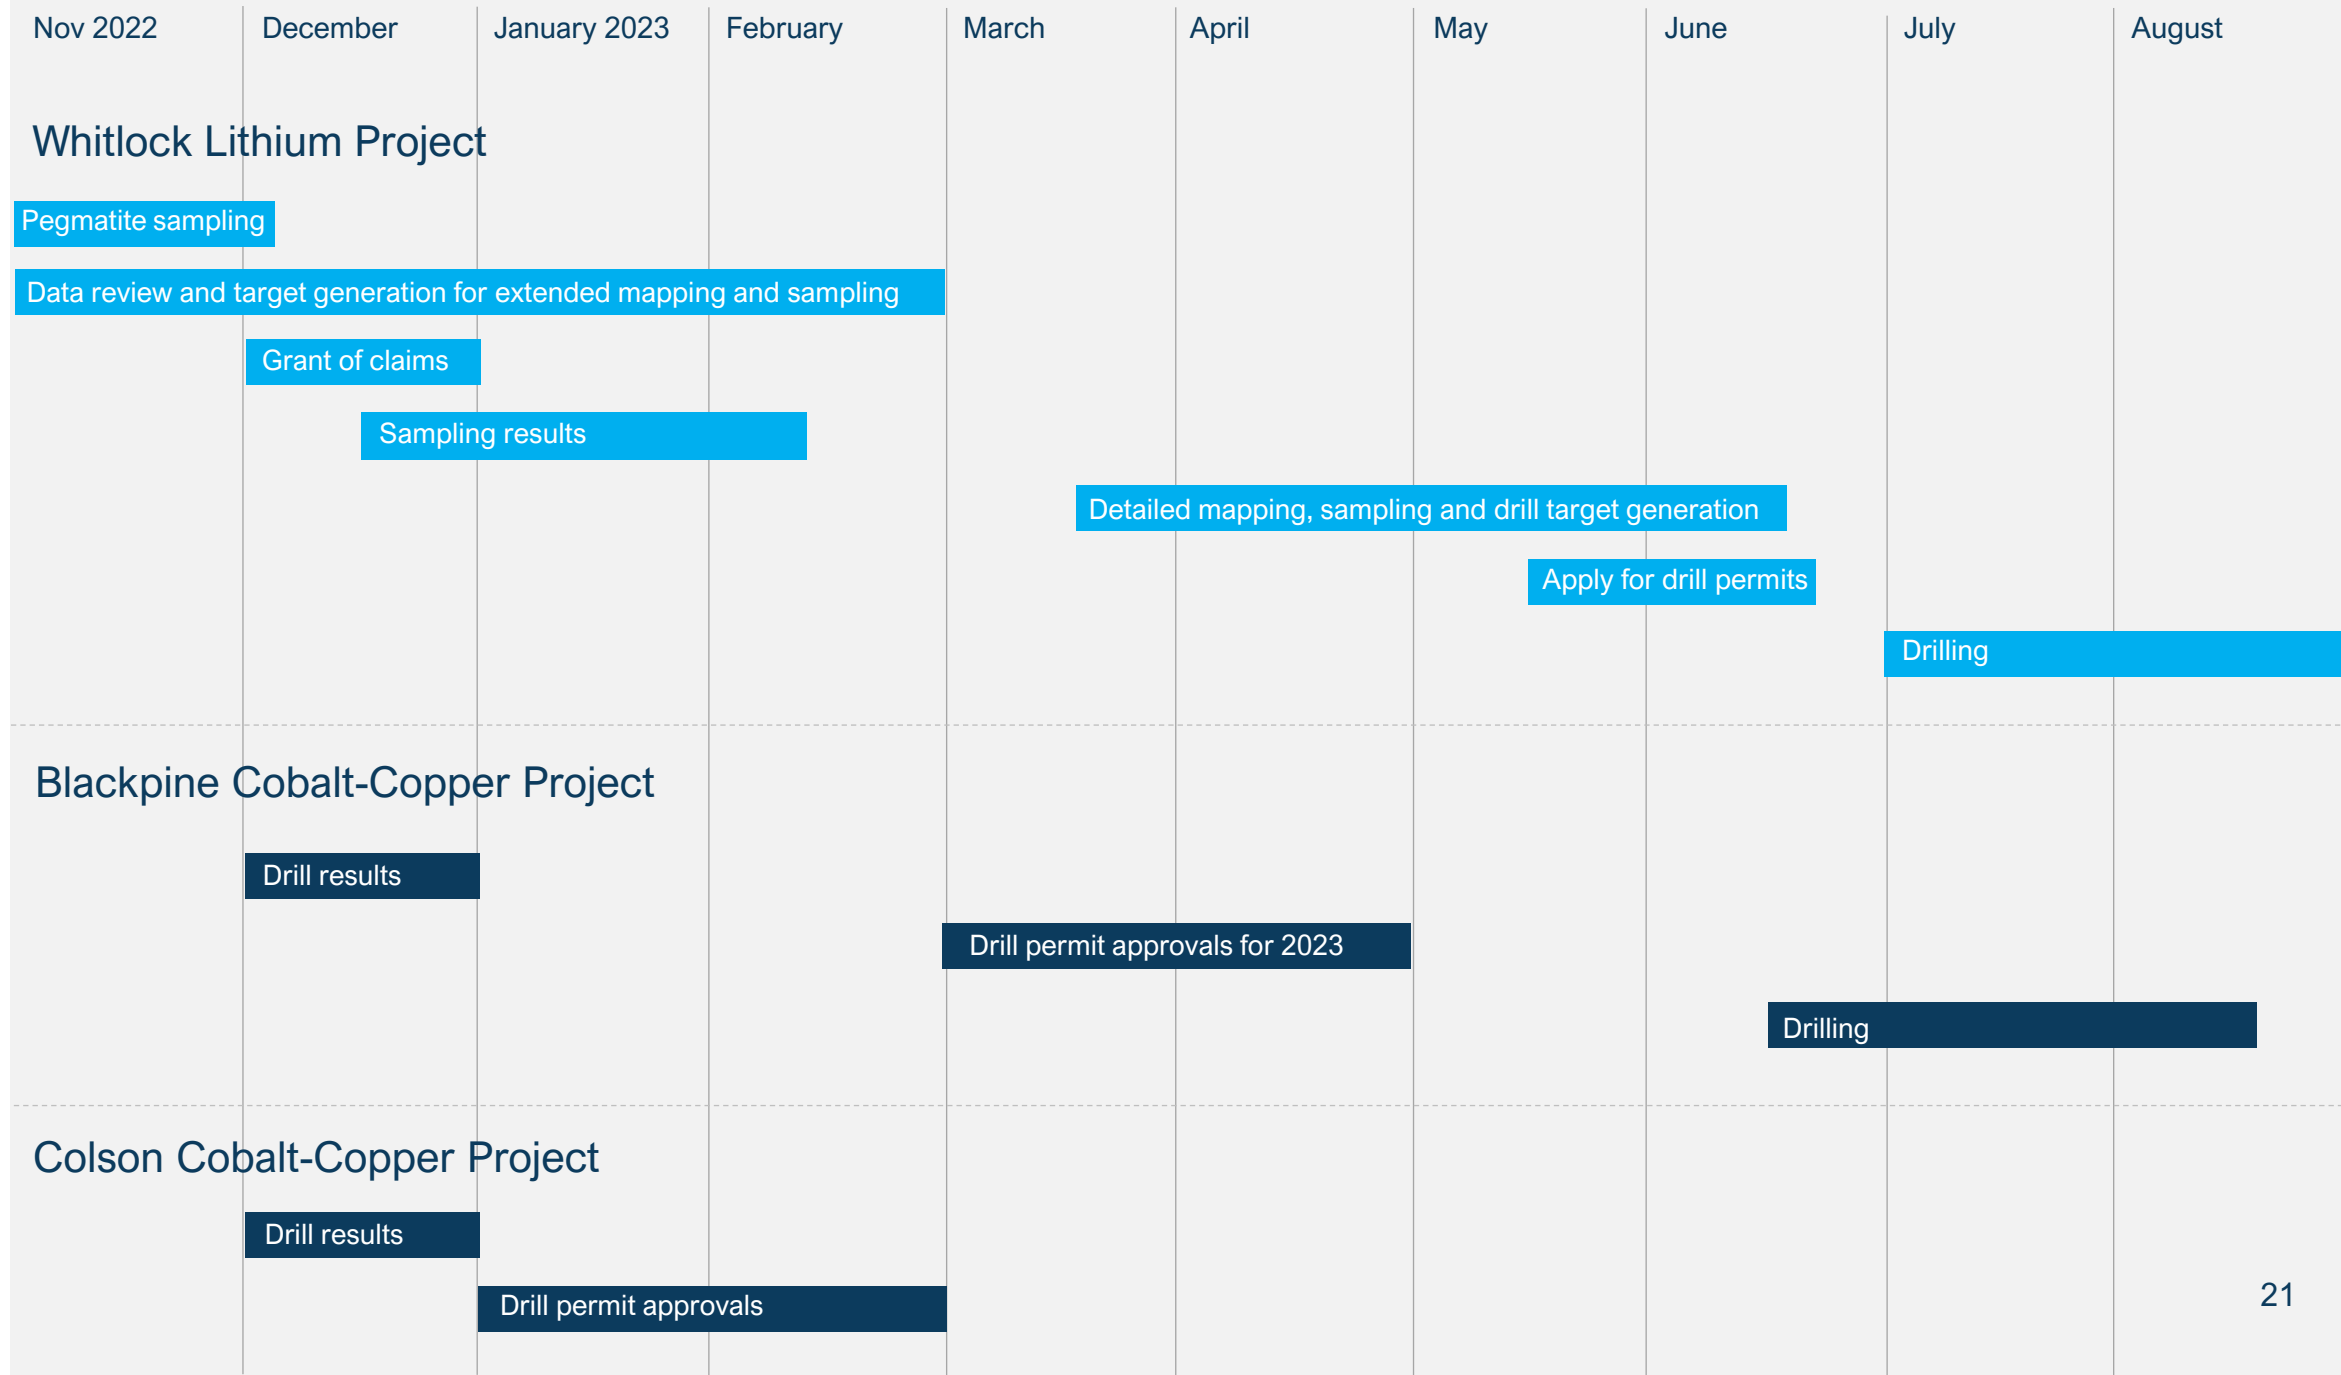 Nov 2022
December
January 2023
February
March
April
May
June
July
August
Whitlock Lithium Project
Pegmatite sampling
Data review and target generation for extended mapping and sampling
Grant of claims
Sampling results
Detailed mapping, sampling and drill target generation
Apply for drill permits
Drilling
Blackpine Cobalt-Copper Project
Drill results
Drill permit approvals for 2023
Drilling
Colson Cobalt-Copper Project
Drill results
Drill permit approvals
21